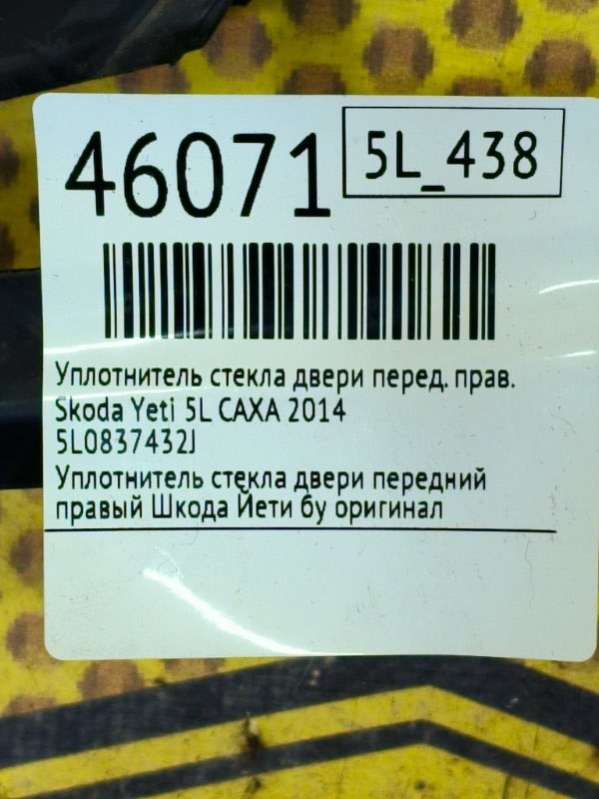 46071
5L_438
Уплотнитель стекла двери перед. прав.
Skoda Yeti 5L CAXA 2014
5L0837432J
Уплотнитель стекла двери передний
правый Шкода Йети бу оригинал